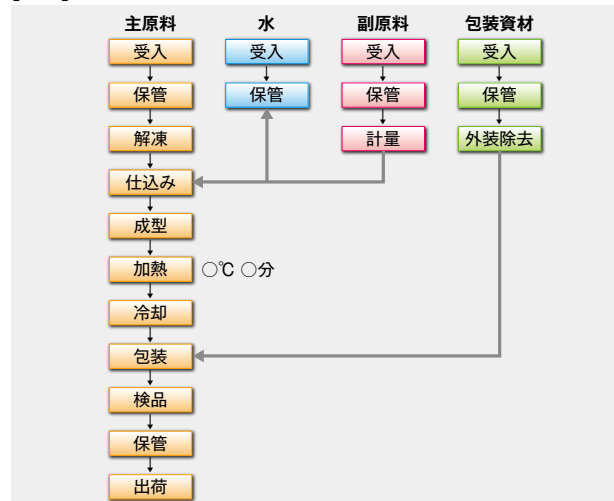 主原料 水 副原料 包装資材
受入 受入 受入 受入
保管 保管 保管 保管
解凍 計量 外装除去
仕込み
成型
加熱 ○℃ ○分
冷却
包装
検品
保管
出荷